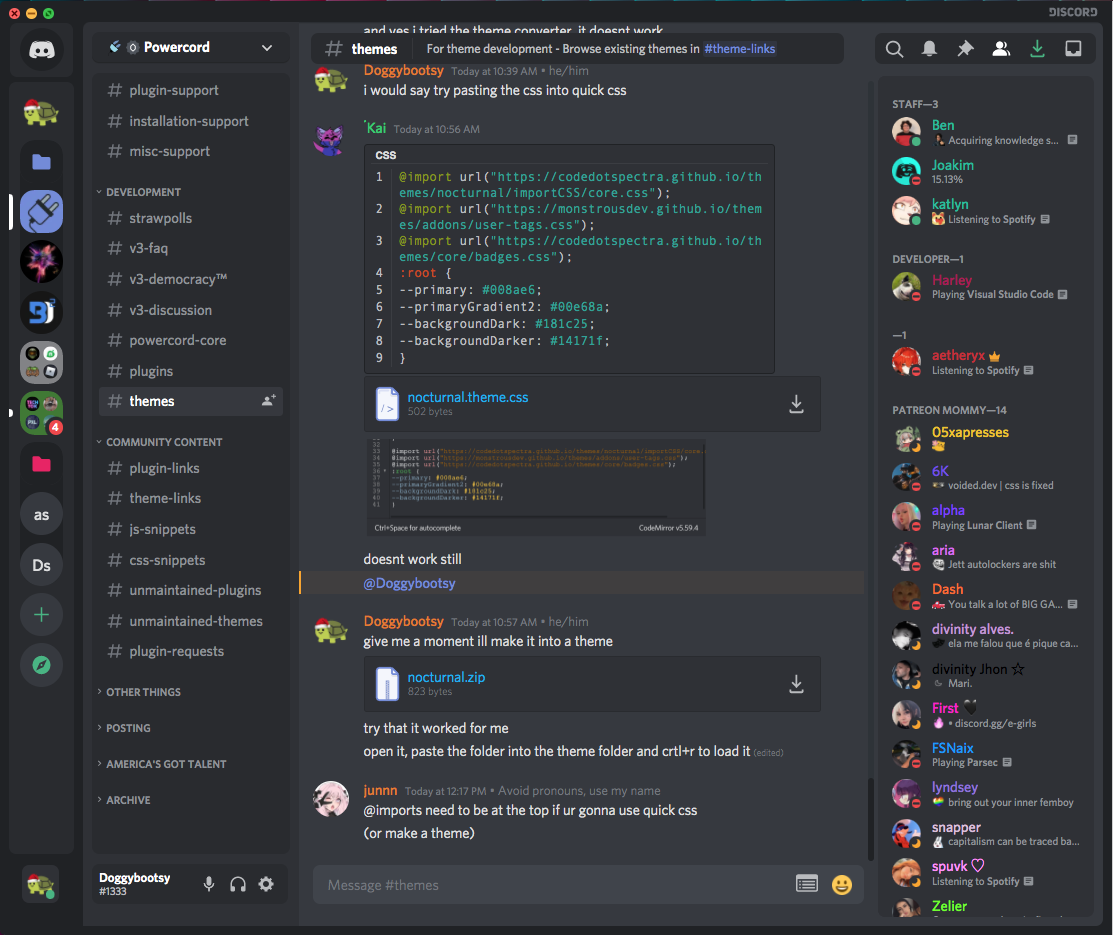 DISCORD
Powercord
plugin-support
installation-support
misc-support
DEVELOPMENT
strawpolls
v3-faq
v3-democracy™
v3-discussion
powercord-core
plugins
themes
COMMUNITY CONTENT
plugin-links
theme-links
js-snippets
css-snippets
unmaintained-plugins
unmaintained-themes
plugin-requests
OTHER THINGS
POSTING
AMERICA'S GOT TALENT
ARCHIVE
4
as
Ds
Doggybootsy
#1333
and yes i tried the theme converter, it doesnt work
# themes For theme development - Browse existing themes in #theme-links
Doggybootsy Today at 10:39 AM • he/him
i would say try pasting the css into quick css
Kai Today at 10:56 AM
CSS
1 @import url("https://codedotspectra.github.io/th
emes/nocturnal/importCSS/core.css");
2 @import url("https://monstrousdev.github.io/them
es/addons/user-tags.css");
3 @import url("https://codedotspectra.github.io/th
emes/core/badges.css");
4 :root {
5 --primary: #008ae6;
6 --primaryGradient2: #00e68a;
7 --backgroundDark: #181c25;
8 --backgroundDarker: #14171f;
9 }
nocturnal.theme.css
502 bytes
33 @import url("https://codedotspectra.github.io/themes/nocturnal/importCSS/core.
34 @import url("https://monstrousdev.github.io/themes/addons/user-tags.css");
35 @import url("https://codedotspectra.github.io/themes/core/badges.css");
36 :root {
37 --primary: #008ae6;
38 --primaryGradient2: #00e68a;
39 --backgroundDark: #181c25;
40 --backgroundDarker: #14171f;
41 }
Ctrl+Space for autocomplete CodeMirror v5.59.4
doesnt work still
@Doggybootsy
Doggybootsy Today at 10:57 AM • he/him
give me a moment ill make it into a theme
nocturnal.zip
823 bytes
try that it worked for me
open it, paste the folder into the theme folder and crtl+r to load it (edited)
junnn Today at 12:17 PM • Avoid pronouns, use my name
@imports need to be at the top if ur gonna use quick css
(or make a theme)
Message #themes
STAFF—3
Ben
Acquiring knowledge s...
Joakim
15.13%
katlyn
Listening to Spotify
DEVELOPER—1
Harley
Playing Visual Studio Code
—1
aetheryx
Listening to Spotify
PATREON MOMMY—14
05xapresses
6K
voided.dev | css is fixed
alpha
Playing Lunar Client
aria
Jett autolockers are shit
Dash
You talk a lot of BIG GA...
divinity alves.
ela me falou que é pique ca...
divinity Jhon ☆
Mari.
First 🖤
• discord.gg/e-girls
FSNaix
Playing Parsec
lyndsey
bring out your inner femboy
snapper
capitalism can be traced ba...
spuvk ♡
Listening to Spotify
Zelier